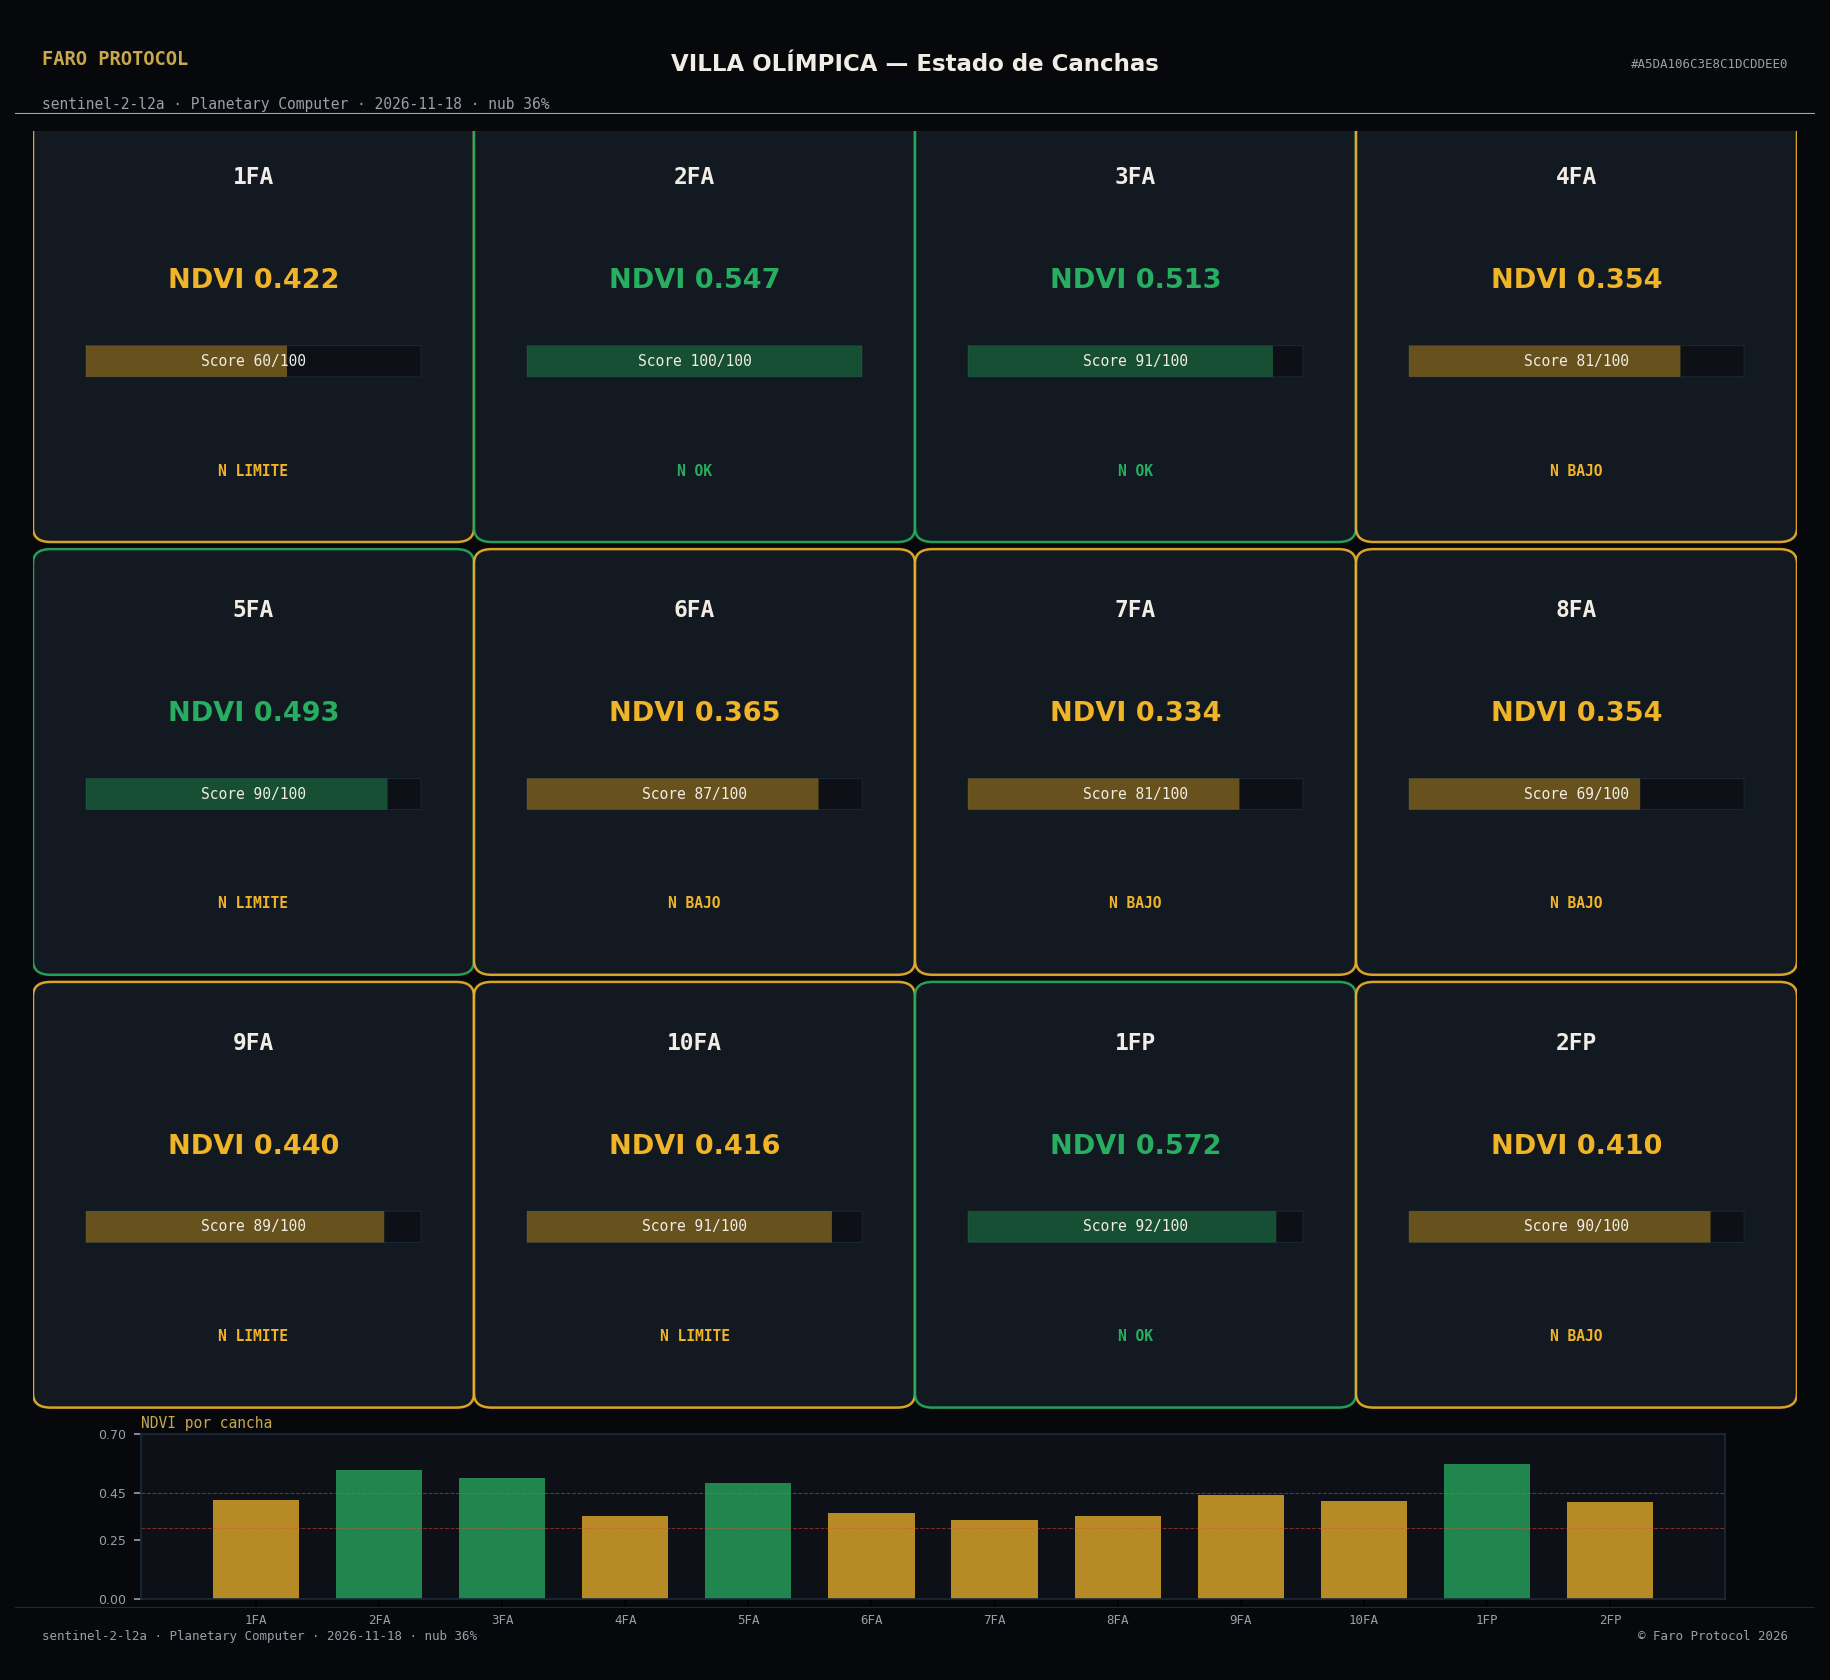 FARO PROTOCOL
VILLA OLÍMPICA — Estado de Canchas
#A5DA106C3E8C1DCDDEE0
sentinel-2-l2a · Planetary Computer · 2026-11-18 · nub 36%
1FA
2FA
3FA
4FA
NDVI 0.422
NDVI 0.547
NDVI 0.513
NDVI 0.354
Score 60/100
Score 100/100
Score 91/100
Score 81/100
N LIMITE
N OK
N OK
N BAJO
5FA
6FA
7FA
8FA
NDVI 0.493
NDVI 0.365
NDVI 0.334
NDVI 0.354
Score 90/100
Score 87/100
Score 81/100
Score 69/100
N LIMITE
N BAJO
N BAJO
N BAJO
9FA
10FA
1FP
2FP
NDVI 0.440
NDVI 0.416
NDVI 0.572
NDVI 0.410
Score 89/100
Score 91/100
Score 92/100
Score 90/100
N LIMITE
N LIMITE
N OK
N BAJO
NDVI por cancha
0.70
0.45
0.25
0.00
1FA 2FA 3FA 4FA 5FA 6FA 7FA 8FA 9FA 10FA 1FP 2FP
sentinel-2-l2a · Planetary Computer · 2026-11-18 · nub 36%
© Faro Protocol 2026